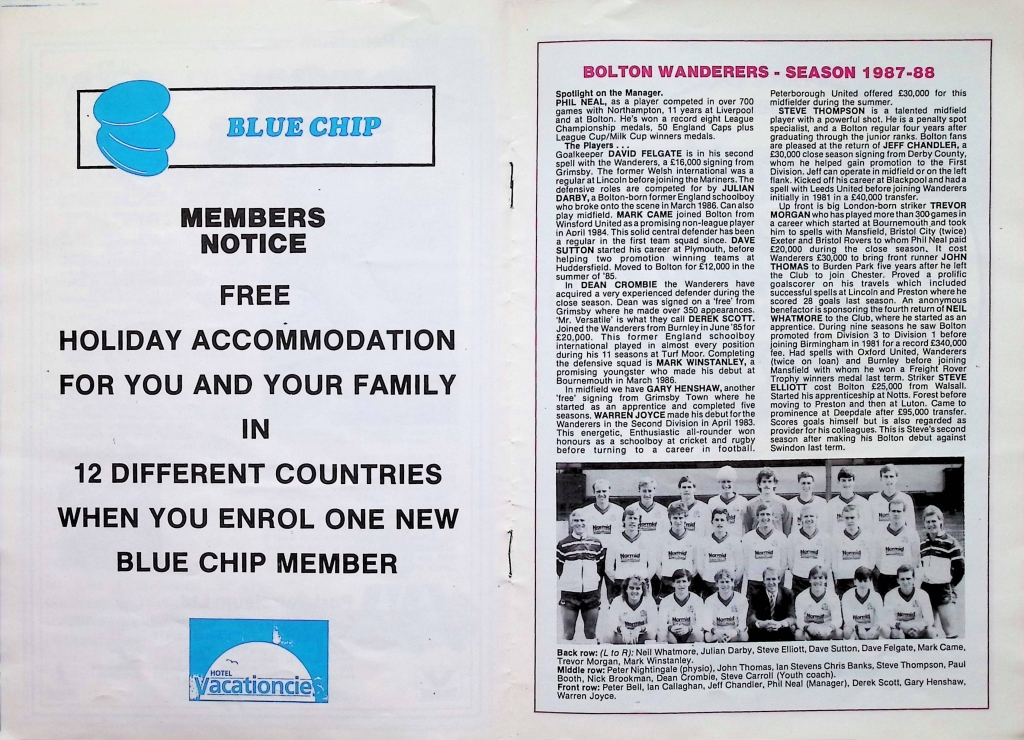 BLUE CHIP
MEMBERS
NOTICE
FREE
HOLIDAY ACCOMMODATION
FOR YOU AND YOUR FAMILY
IN
12 DIFFERENT COUNTRIES
WHEN YOU ENROL ONE NEW
BLUE CHIP MEMBER
HOTEL
Vacationcie
BOLTON WANDERERS - SEASON 1987-88
Spotlight on the Manager.
PHIL NEAL, as a player competed in over 700
games with Northampton, 11 years at Liverpool
and at Bolton. He's won a record eight League
Championship medals, 50 England Caps plus
League Cup/Milk Cup winners medals.
The Players . . .
Goalkeeper DAVID FELGATE is in his second
spell with the Wanderers, a £16,000 signing from
Grimsby. The former Welsh international was a
regular at Lincoln before joining the Mariners. The
defensive roles are competed for by JULIAN
DARBY, a Bolton-born former England schoolboy
who broke onto the scene in March 1986. Can also
play midfield. MARK CAME joined Bolton from
Winsford United as a promising non-league player
in April 1984. This solid central defender has been
a regular in the first team squad since. DAVE
SUTTON started his career at Plymouth, before
helping two promotion winning teams at
Huddersfield. Moved to Bolton for £12,000 in the
summer of '85.
In DEAN CROMBIE the Wanderers have
acquired a very experienced defender during the
close season. Dean was signed on a 'free' from
Grimsby where he made over 350 appearances.
'Mr. Versatile' is what they call DEREK SCOTT.
Joined the Wanderers from Burnley in June '85 for
£20,000. This former England schoolboy
international played in almost every position
during his 11 seasons at Turf Moor. Completing
the defensive squad is MARK WINSTANLEY, a
promising youngster who made his debut at
Bournemouth in March 1986.
In midfield we have GARY HENSHAW, another
'free' signing from Grimsby Town where he
started as an apprentice and completed five
seasons. WARREN JOYCE made his debut for the
Wanderers in the Second Division in April 1983.
This energetic, Enthusiastic all-rounder won
honours as a schoolboy at cricket and rugby
before turning to a career in football.
Peterborough United offered £30,000 for this
midfielder during the summer.
STEVE THOMPSON is a talented midfield
player with a powerful shot. He is a penalty spot
specialist, and a Bolton regular four years after
graduating through the junior ranks. Bolton fans
are pleased at the return of JEFF CHANDLER, a
£30,000 close season signing from Derby County,
whom he helped gain promotion to the First
Division. Jeff can operate in midfield or on the left
flank. Kicked off his career at Blackpool and had a
spell with Leeds United before joining Wanderers
initially in 1981 in a £40,000 transfer.
Up front is big London-born striker TREVOR
MORGAN who has played more than 300 games in
a career which started at Bournemouth and took
him to spells with Mansfield, Bristol City (twice)
Exeter and Bristol Rovers to whom Phil Neal paid
£20,000 during the close season. It cost
Wanderers £30,000 to bring front runner JOHN
THOMAS to Burden Park five years after he left
the Club to join Chester. Proved a prolific
goalscorer on his travels which included
successful spells at Lincoln and Preston where he
scored 28 goals last season. An anonymous
benefactor is sponsoring the fourth return of NEIL
WHATMORE to the Club, where he started as an
apprentice. During nine seasons he saw Bolton
promoted from Division 3 to Division 1 before
joining Birmingham in 1981 for a record £340,000
fee. Had spells with Oxford United, Wanderers
(twice on loan) and Burnley before joining
Mansfield with whom he won a Freight Rover
Trophy winners medal last term. Striker STEVE
ELLIOTT cost Bolton £25,000 from Walsall.
Started his apprenticeship at Notts. Forest before
moving to Preston and then at Luton. Came to
prominence at Deepdale after £95,000 transfer.
Scores goals himself but is also regarded as
provider for his colleagues. This is Steve's second
season after making his Bolton debut against
Swindon last term.
Back row: (L to R): Neil Whatmore, Julian Darby, Steve Elliott, Dave Sutton, Dave Felgate, Mark Came,
Trevor Morgan, Mark Winstanley.
Middle row: Peter Nightingale (physio), John Thomas, Ian Stevens Chris Banks, Steve Thompson, Paul
Booth, Nick Brookman, Dean Crombie, Steve Carroll (Youth coach).
Front row: Peter Bell, Ian Callaghan, Jeff Chandler, Phil Neal (Manager), Derek Scott, Gary Henshaw,
Warren Joyce.